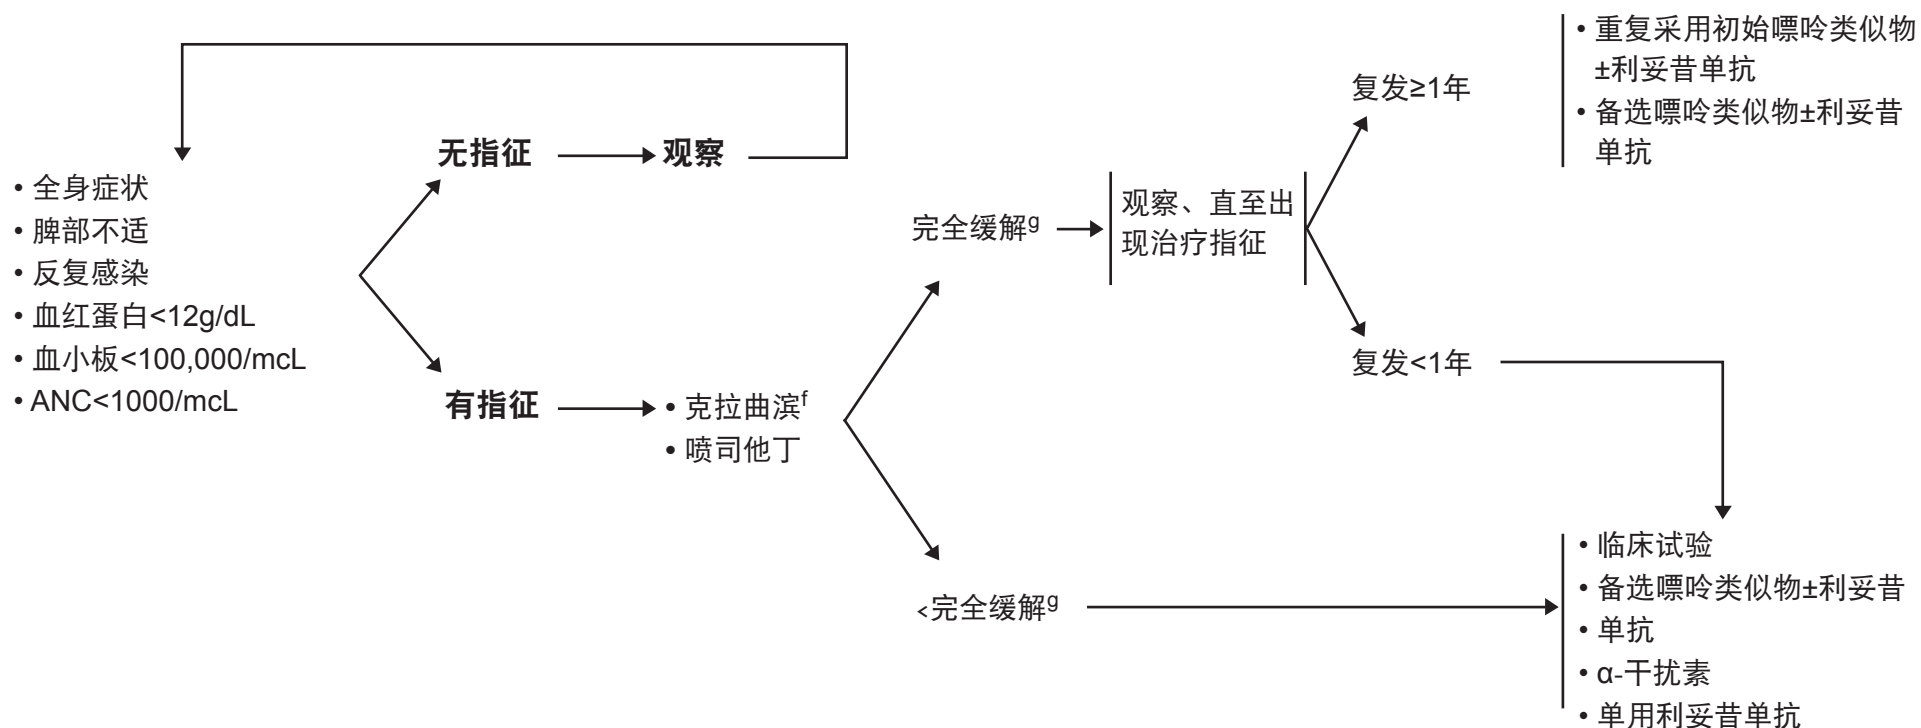 • 全身症状
• 脾部不适
• 反复感染
• 血红蛋白<12g/dL
• 血小板<100,000/mcL
• ANC<1000/mcL
无指征
观察
有指征
• 克拉曲滨f
• 喷司他丁
完全缓解g
观察、直至出
现治疗指征
<完全缓解g
复发≥1年
复发<1年
• 重复采用初始嘌呤类似物
±利妥昔单抗
• 备选嘌呤类似物±利妥昔
单抗
• 临床试验
• 备选嘌呤类似物±利妥昔
• 单抗
• α-干扰素
• 单用利妥昔单抗